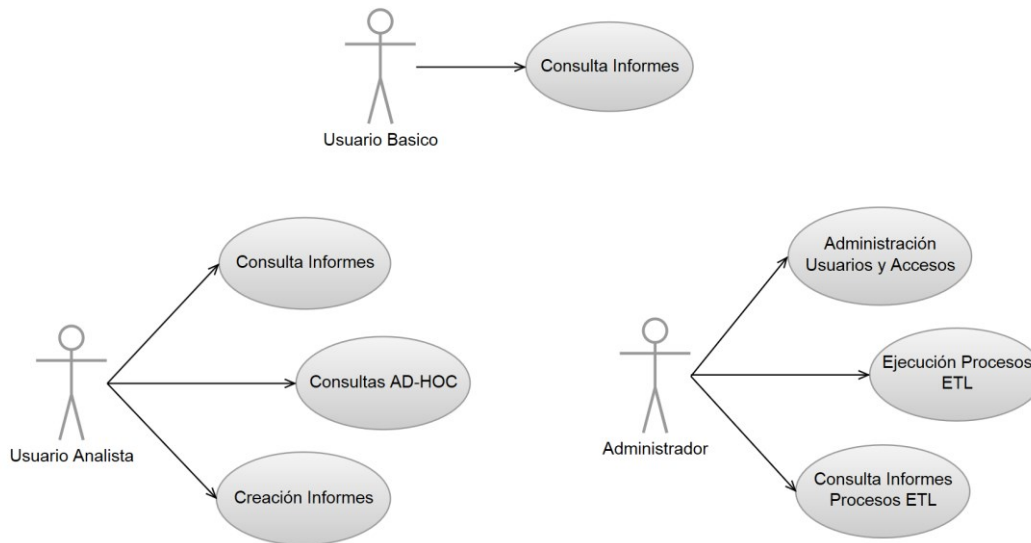 Consulta Informes
Usuario Basico
Consulta Informes
Consultas AD-HOC
Usuario Analista
Creación Informes
Administración
Usuarios y Accesos
Ejecución Procesos
ETL
Administrador
Consulta Informes
Procesos ETL